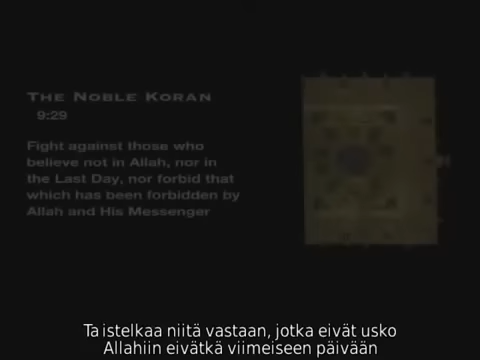 THE NOBLE KORAN
9:29
Fight against those who
believe not in Allah, nor in
the Last Day, nor forbid that
which has been forbidden by
Allah and His Messenger
Taistelkaa niitä vastaan, jotka eivät usko
Allahiin eivätkä viimeiseen päivään